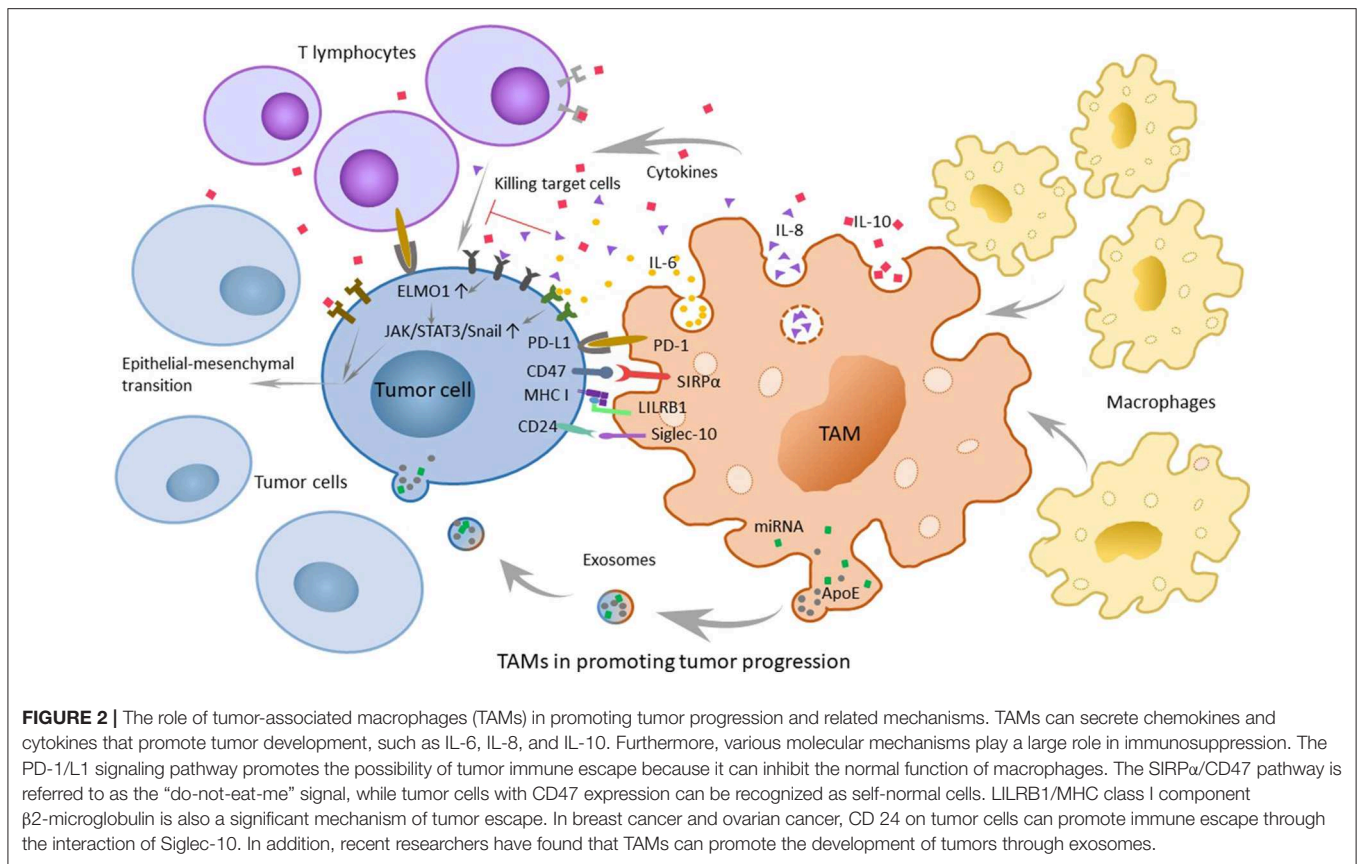 T lymphocytes
Cytokines
Killing target cells
IL-8
IL-10
IL-6
ELMO1 ↑
JAK/STAT3/Snail ↑
PD-L1
PD-1
Epithelial-mesenchymal
transition
Tumor cell
CD47
SIRPα
MHC I
LILRB1
CD24
Siglec-10
TAM
Macrophages
Tumor cells
miRNA
Exosomes
ApoE
TAMs in promoting tumor progression
FIGURE 2 | The role of tumor-associated macrophages (TAMs) in promoting tumor progression and related mechanisms. TAMs can secrete chemokines and
cytokines that promote tumor development, such as IL-6, IL-8, and IL-10. Furthermore, various molecular mechanisms play a large role in immunosuppression. The
PD-1/L1 signaling pathway promotes the possibility of tumor immune escape because it can inhibit the normal function of macrophages. The SIRPα/CD47 pathway is
referred to as the “do-not-eat-me” signal, while tumor cells with CD47 expression can be recognized as self-normal cells. LILRB1/MHC class I component
β2-microglobulin is also a significant mechanism of tumor escape. In breast cancer and ovarian cancer, CD 24 on tumor cells can promote immune escape through
the interaction of Siglec-10. In addition, recent researchers have found that TAMs can promote the development of tumors through exosomes.